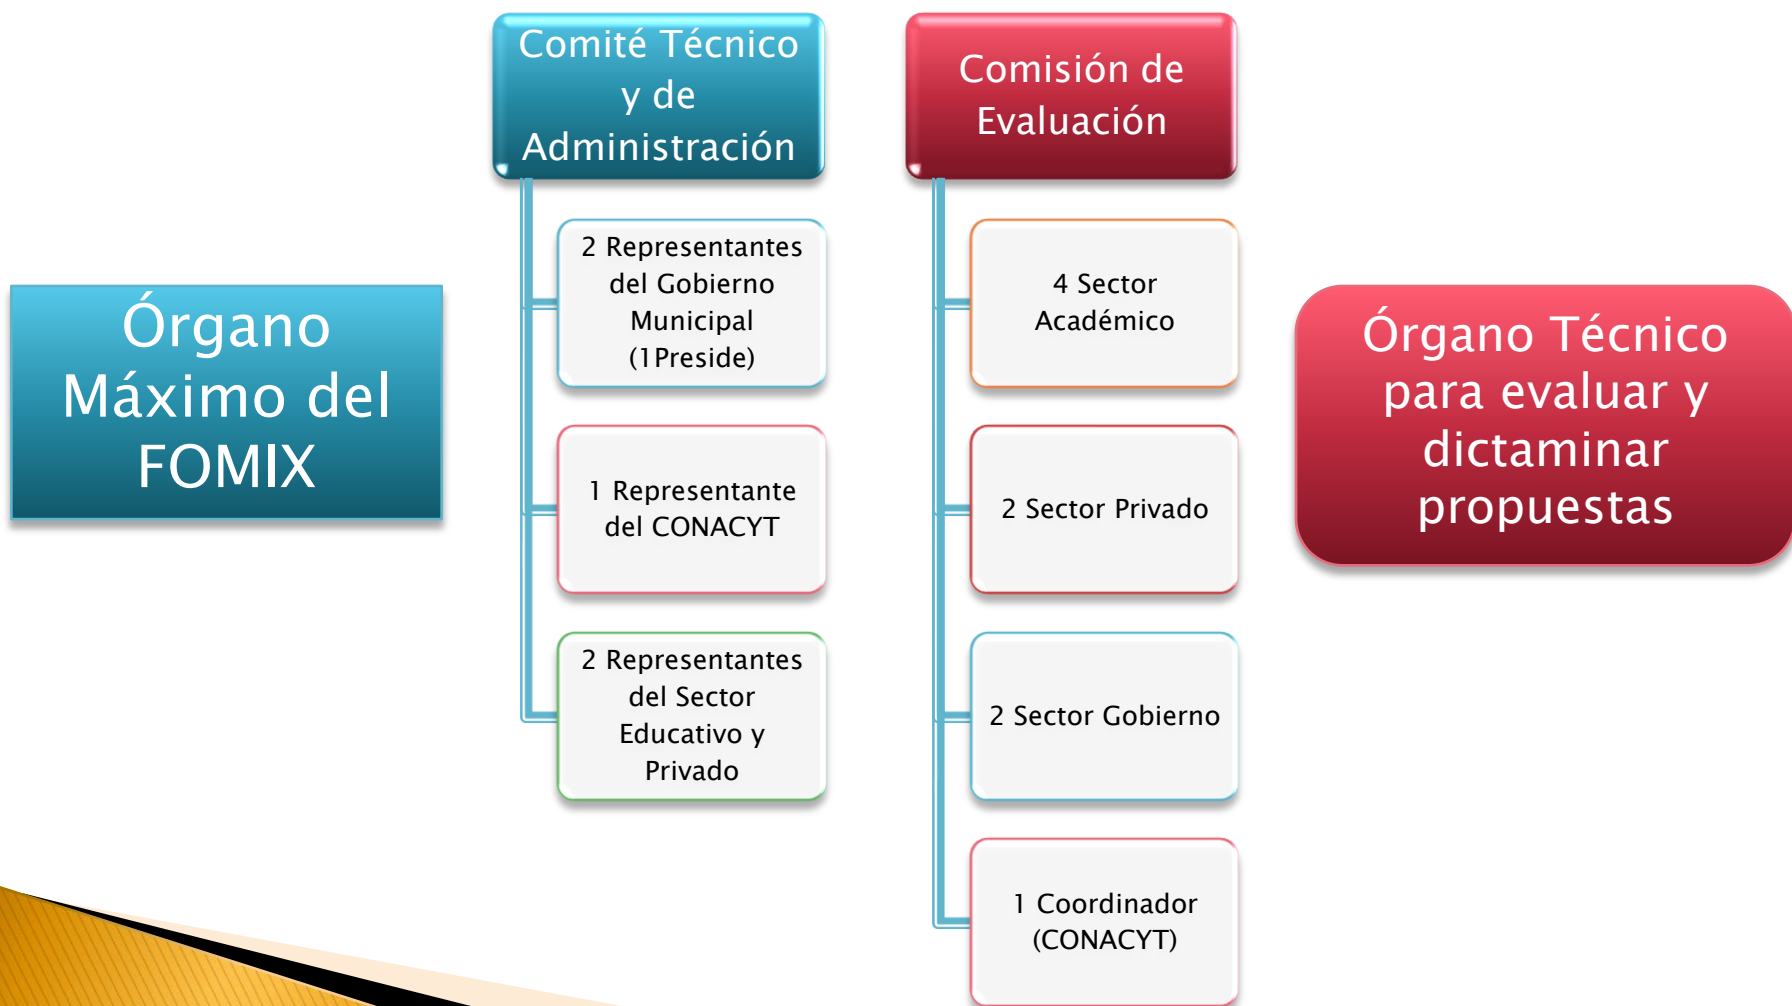 Órgano
Máximo del
FOMIX
Comité Técnico
y de
Administración
2 Representantes
del Gobierno
Municipal
(1Preside)
1 Representante
del CONACYT
2 Representantes
del Sector
Educativo y
Privado
Comisión de
Evaluación
4 Sector
Académico
2 Sector Privado
2 Sector Gobierno
1 Coordinador
(CONACYT)
Órgano Técnico
para evaluar y
dictaminar
propuestas